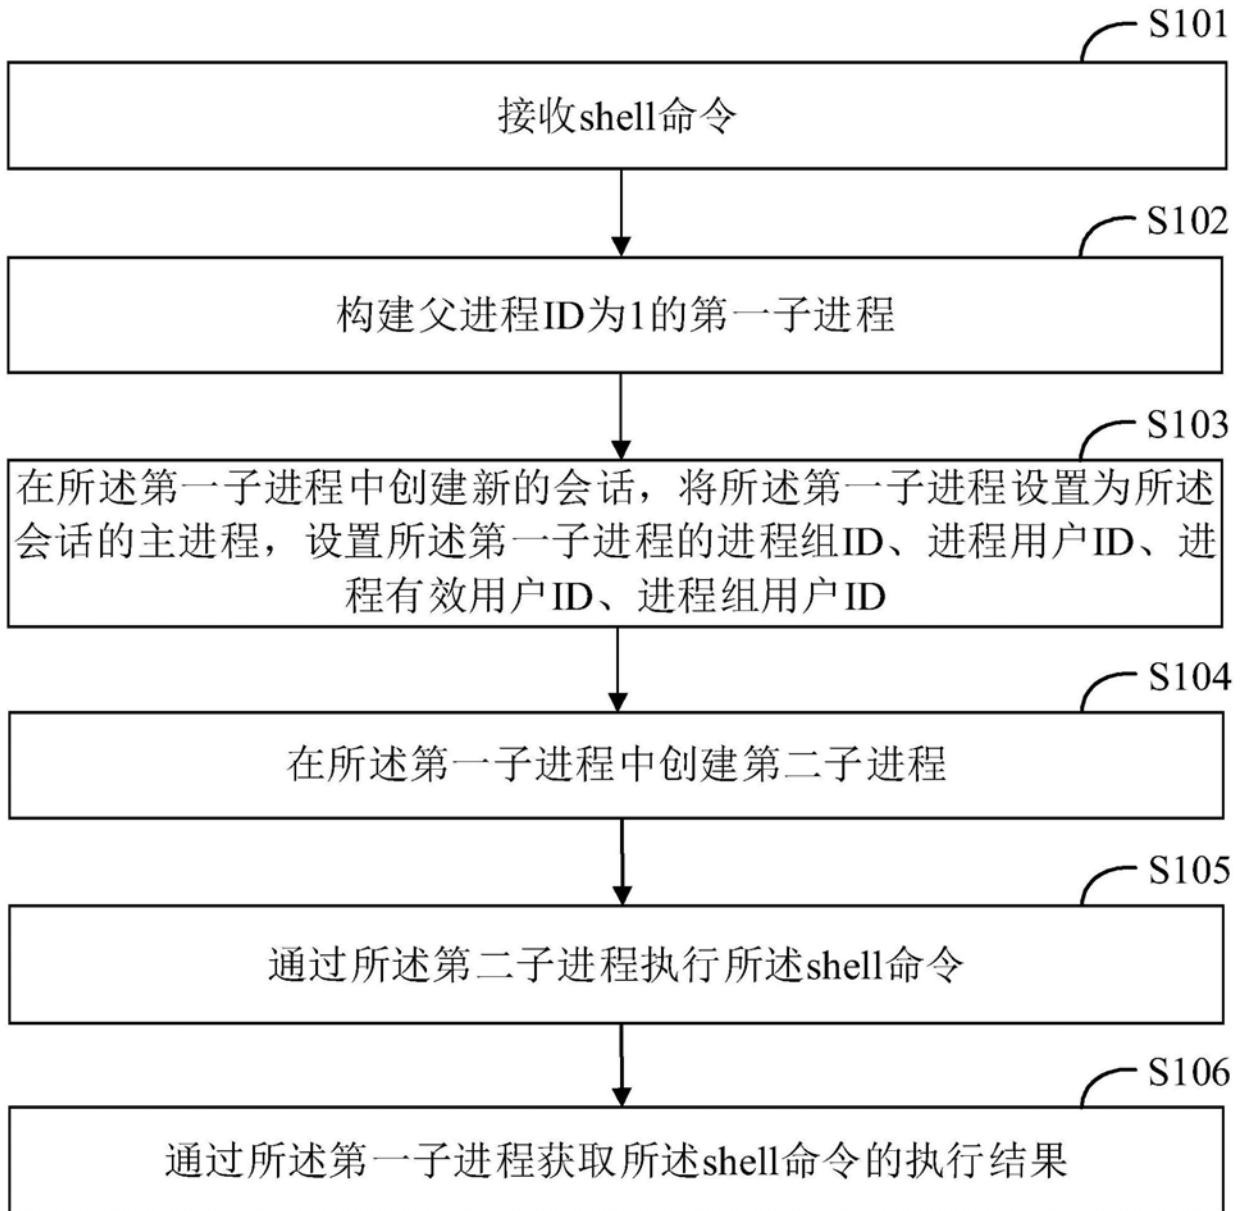 S101
接收shell命令
S102
构建父进程ID为1的第一子进程
S103
在所述第一子进程中创建新的会话，将所述第一子进程设置为所述
会话的主进程，设置所述第一子进程的进程组ID、进程用户ID、进
程有效用户ID、进程组用户ID
S104
在所述第一子进程中创建第二子进程
S105
通过所述第二子进程执行所述shell命令
S106
通过所述第一子进程获取所述shell命令的执行结果